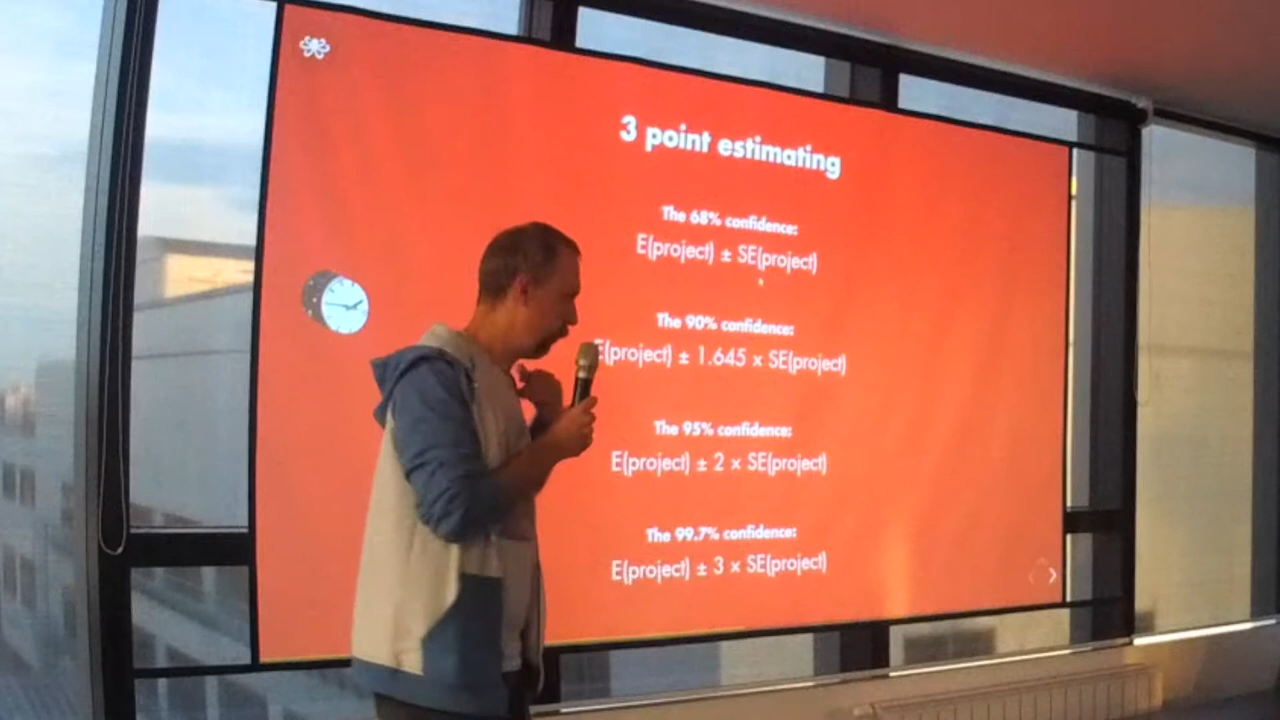 3 point estimating
The 68% confidence:
E(project) ± SE(project)
The 90% confidence:
E(project) ± 1.645 × SE(project)
The 95% confidence:
E(project) ± 2 × SE(project)
The 99.7% confidence:
E(project) ± 3 × SE(project)